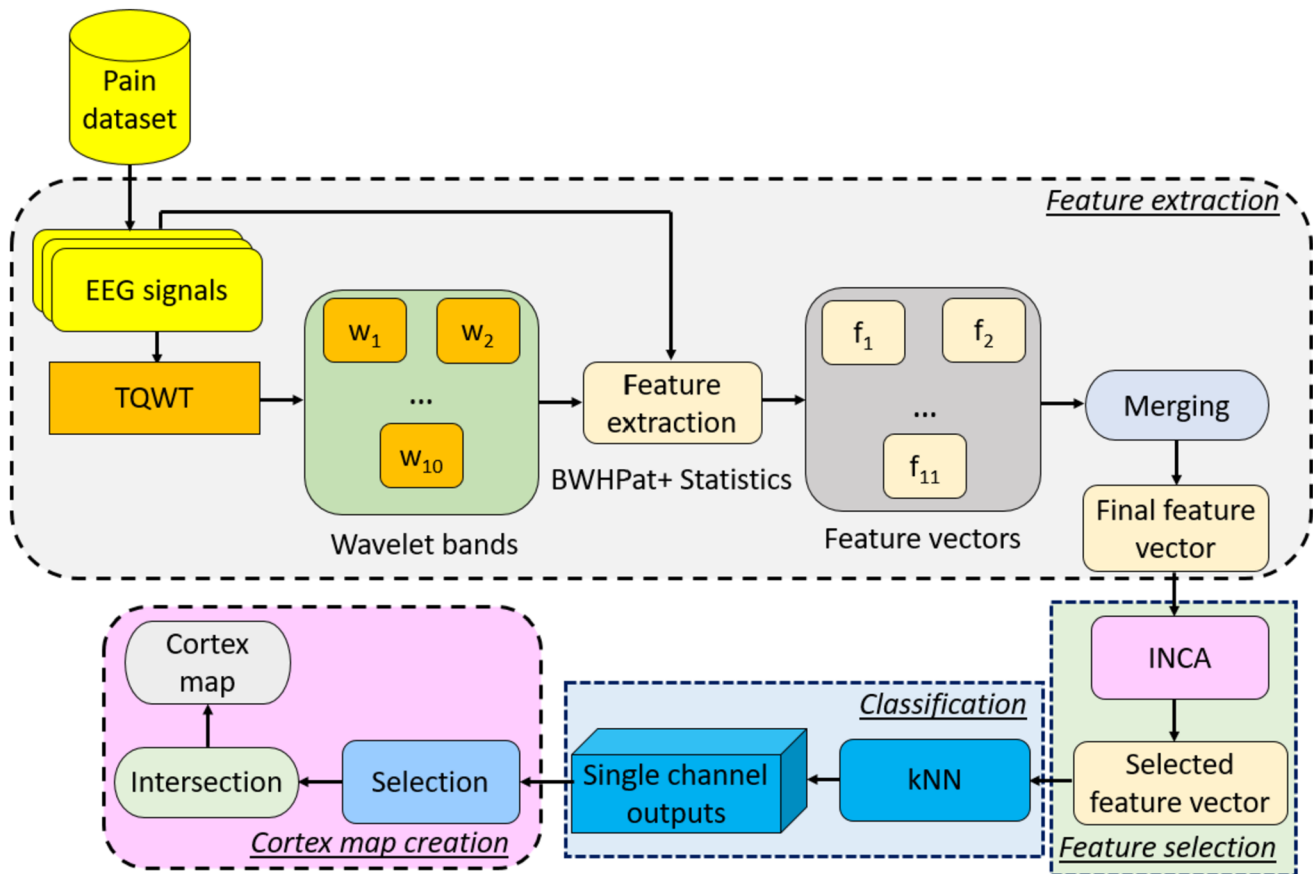 Pain
dataset
Feature extraction
EEG signals
TQWT
w1
w2
...
w10
Wavelet bands
Feature
extraction
BWHPat+ Statistics
f1
f2
...
f11
Feature vectors
Merging
Final feature
vector
INCA
Selected
feature vector
Feature selection
Classification
kNN
Single channel
outputs
Selection
Intersection
Cortex
map
Cortex map creation